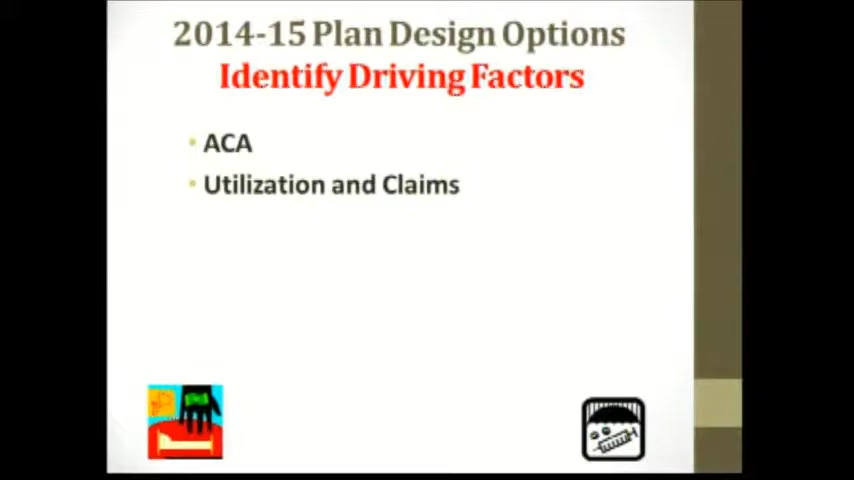 2014-15 Plan Design Options
Identify Driving Factors
• ACA
• Utilization and Claims